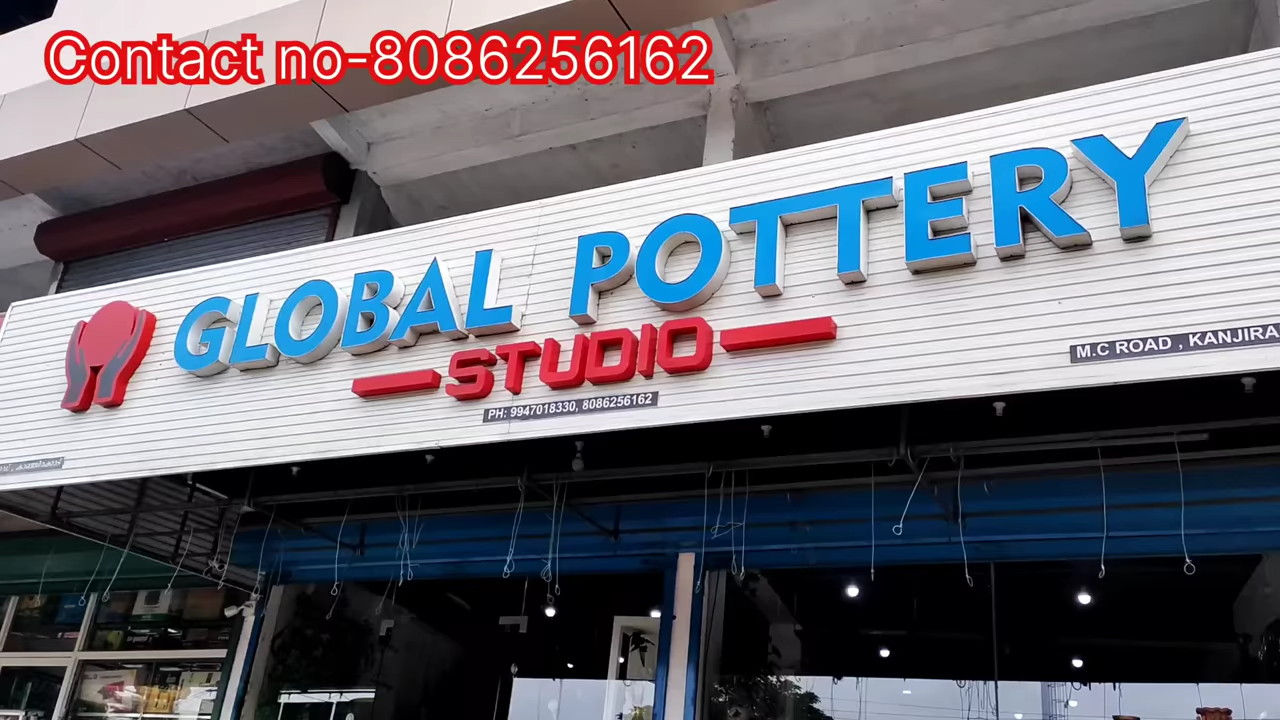 Contact no-8086256162
GLOBAL POTTERY
STUDIO
PH: 9947018330, 8086256162
M.C ROAD , KANJIRA